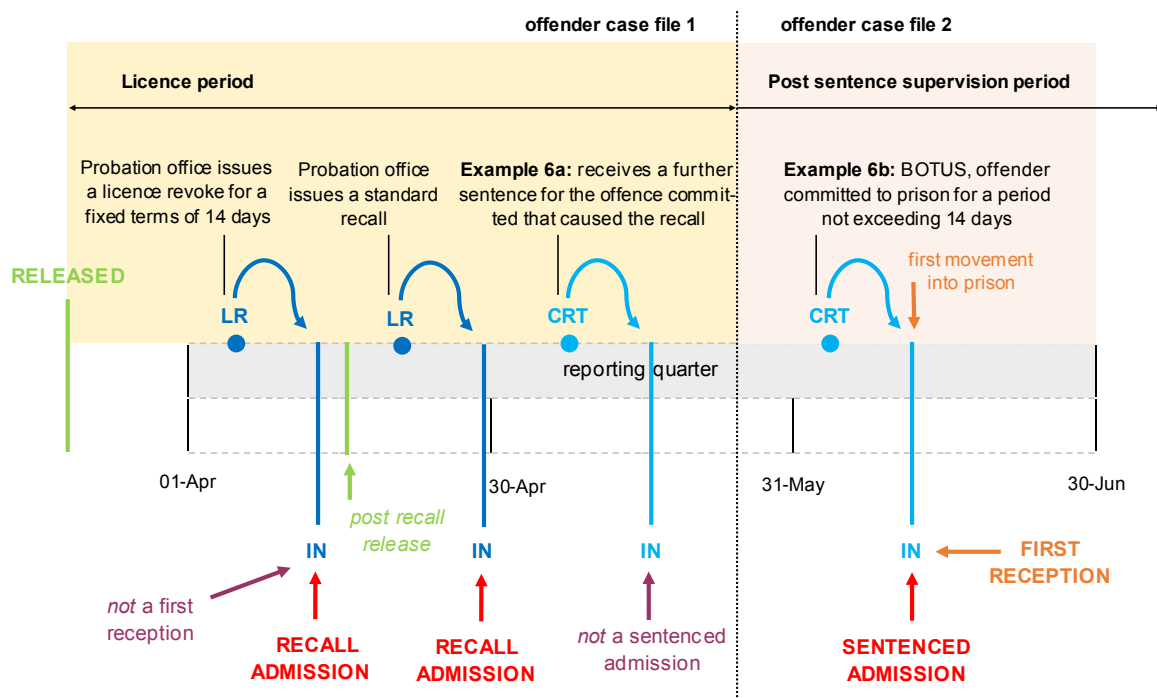 offender case file 1
offender case file 2
Licence period
Post sentence supervision period
Probation office issues
a licence revoke for a
fixed terms of 14 days
Probation office
issues a standard
recall
Example 6a: receives a further
sentence for the offence commit-
ted that caused the recall
Example 6b: BOTUS, offender
committed to prison for a period
not exceeding 14 days
RELEASED
first movement
into prison
LR
LR
CRT
CRT
reporting quarter
01-Apr
30-Apr
31-May
30-Jun
post recall
release
IN
IN
IN
IN
FIRST
RECEPTION
not a first
reception
RECALL
ADMISSION
RECALL
ADMISSION
not a sentenced
admission
SENTENCED
ADMISSION